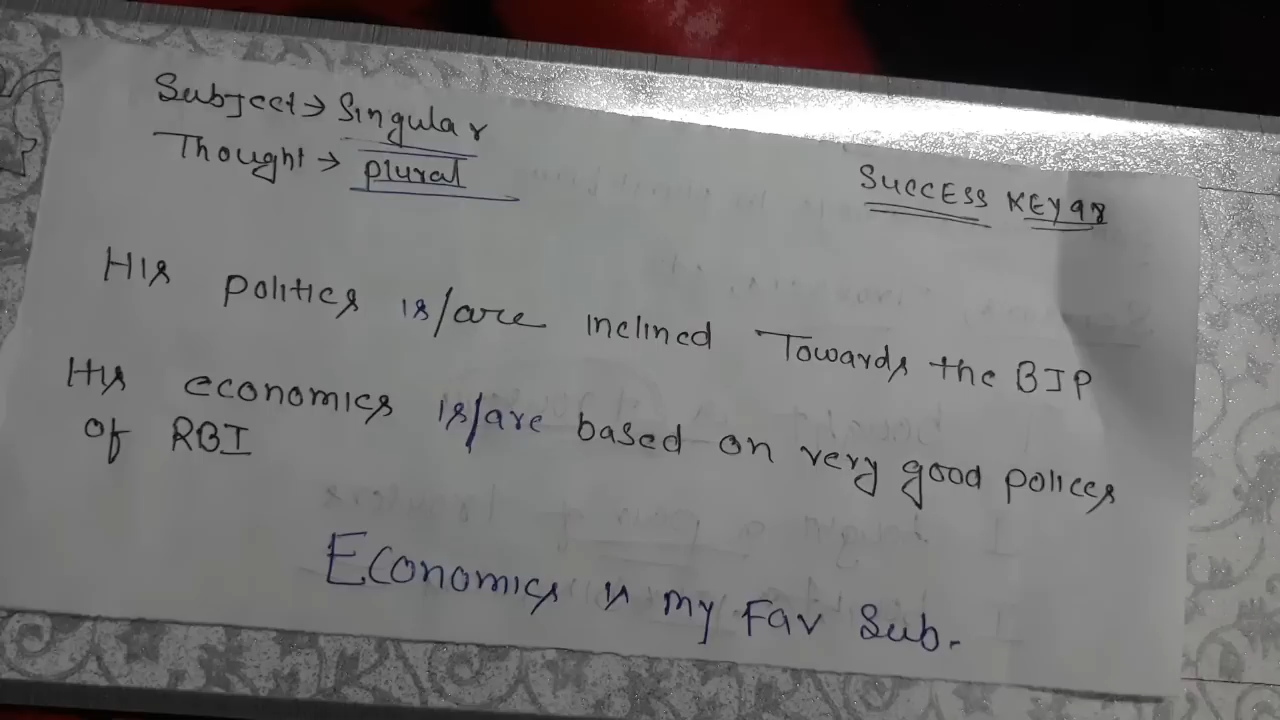 Subject → Singular
Thought → plural
SUCCESS KEY98
His politics is/are inclined Towards the BJP
His economics is/are based on very good polices
of RBI
Economics is my Fav Sub.